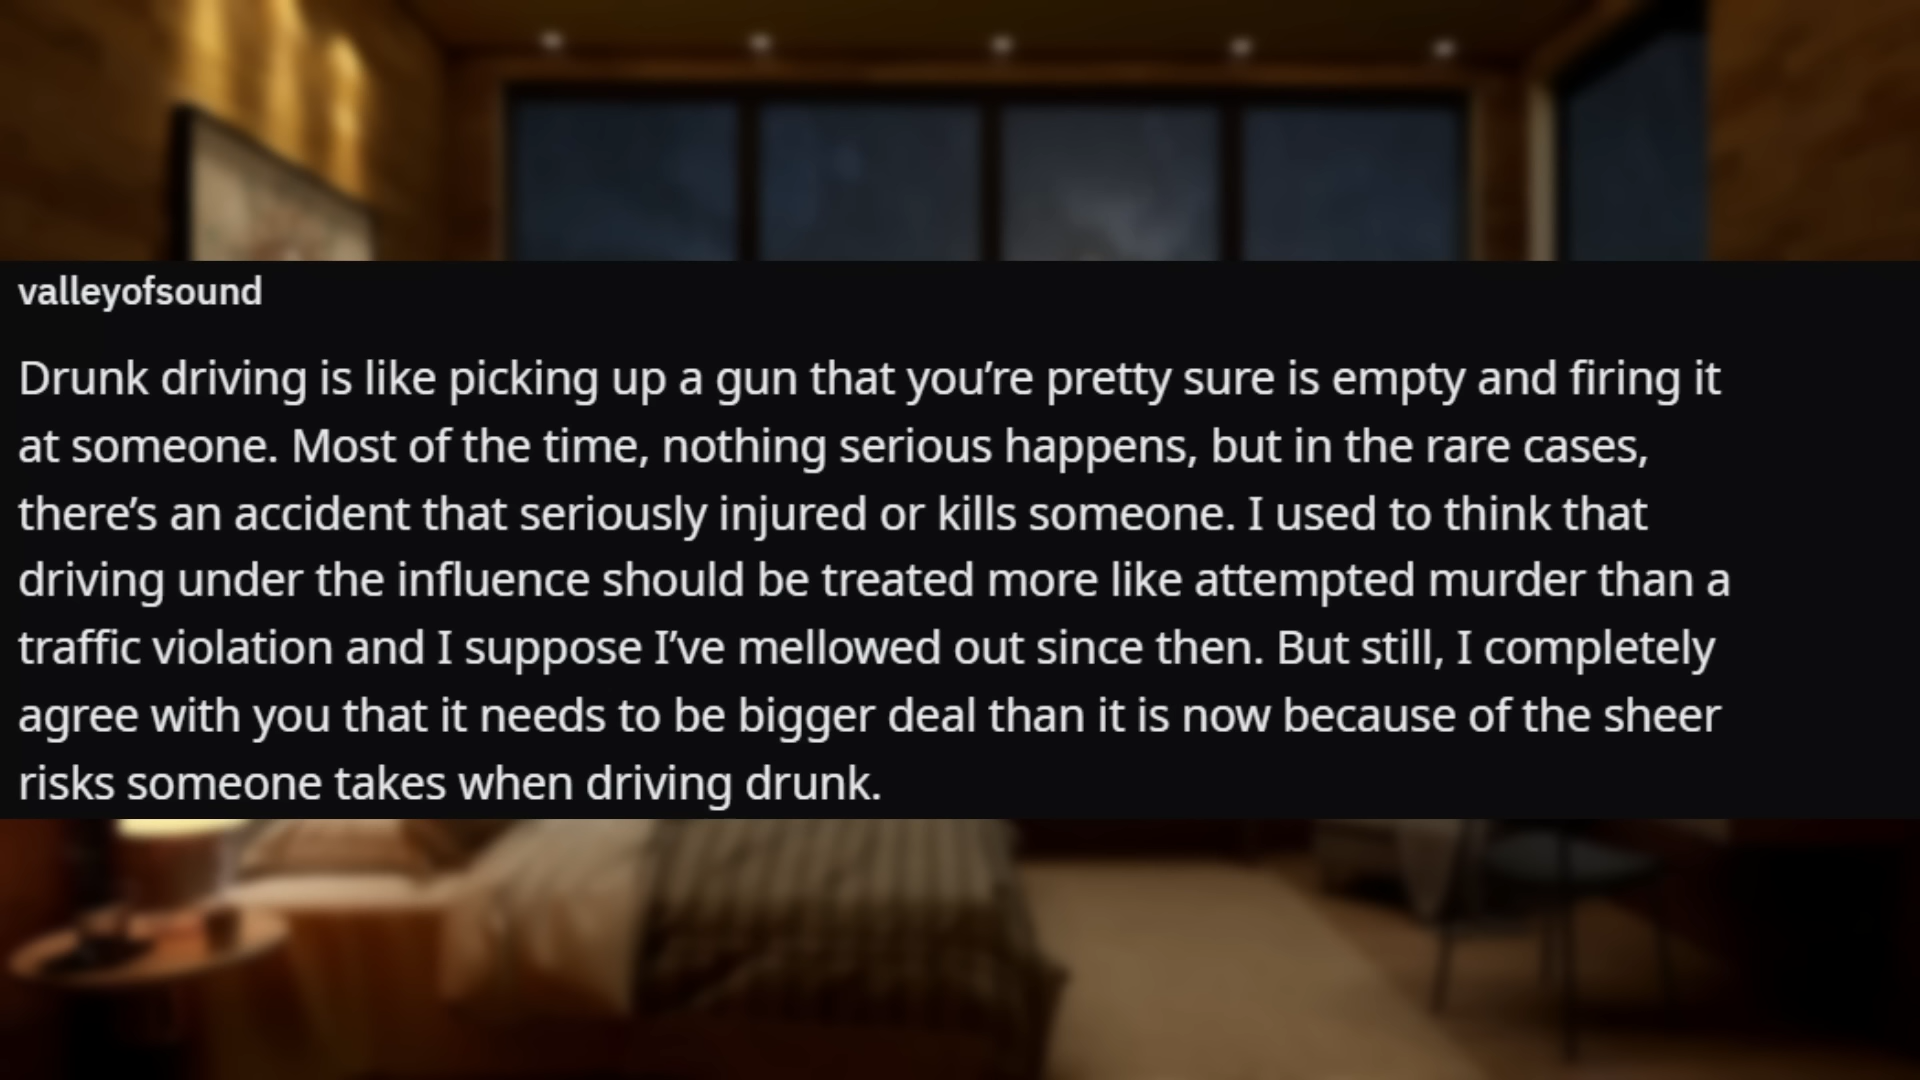 valleyofsound
Drunk driving is like picking up a gun that you’re pretty sure is empty and firing it
at someone. Most of the time, nothing serious happens, but in the rare cases,
there’s an accident that seriously injured or kills someone. I used to think that
driving under the influence should be treated more like attempted murder than a
traffic violation and I suppose I’ve mellowed out since then. But still, I completely
agree with you that it needs to be bigger deal than it is now because of the sheer
risks someone takes when driving drunk.